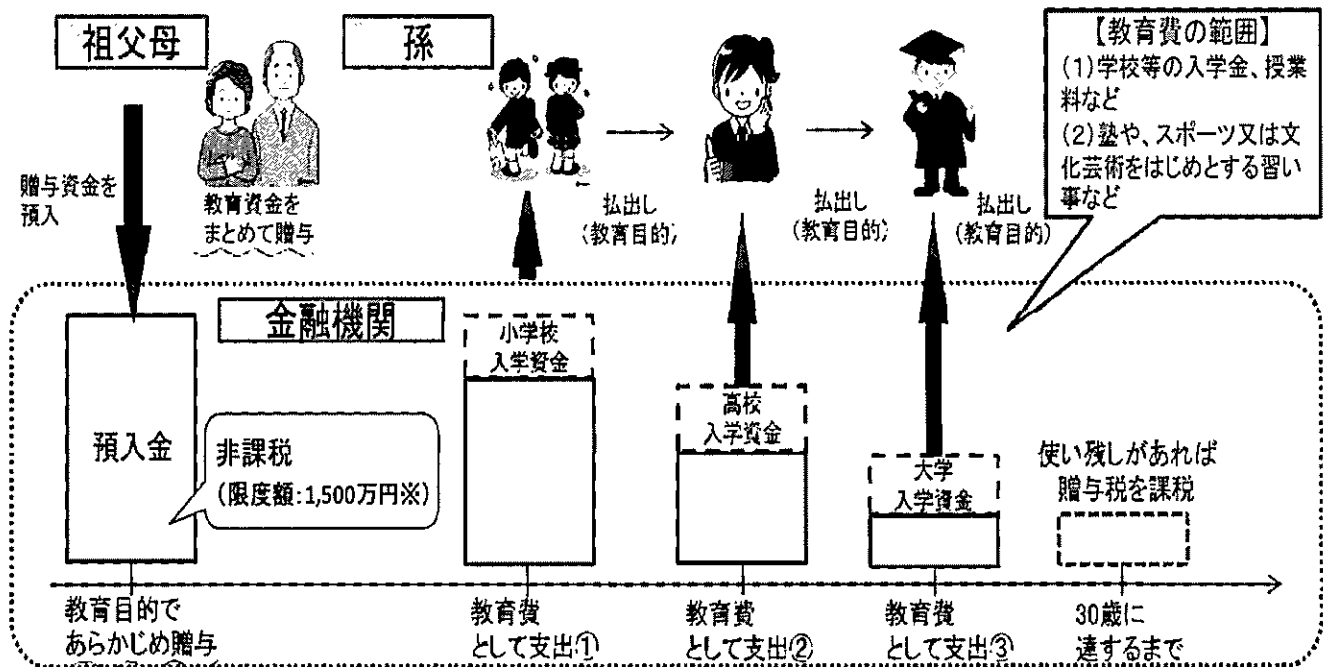 祖父母
孫
【教育費の範囲】
(1)学校等の入学金、授業
料など
(2)塾や、スポーツ又は文
化芸術をはじめとする習い
事など
贈与資金を
預入
教育資金を
まとめて贈与
払出し
(教育目的)
払出し
(教育目的)
払出し
(教育目的)
金融機関
預入金
非課税
(限度額:1,500万円※)
小学校
入学資金
高校
入学資金
大学
入学資金
使い残しがあれば
贈与税を課税
教育目的で
あらかじめ贈与
教育費
として支出①
教育費
として支出②
教育費
として支出③
30歳に
達するまで